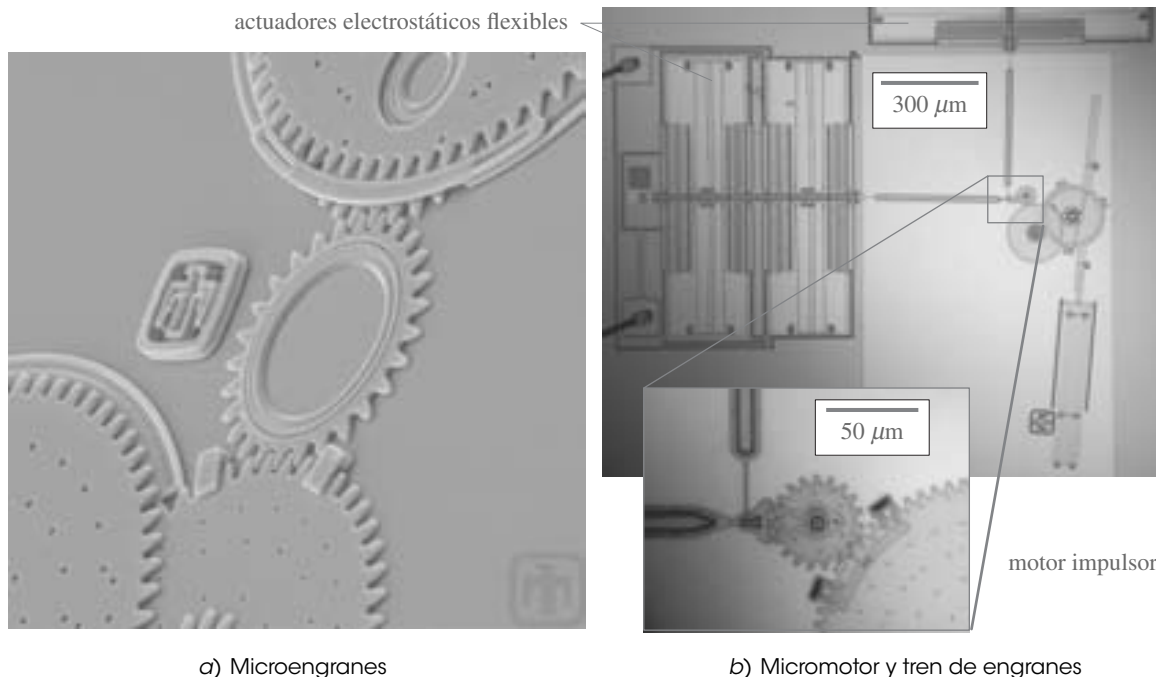 actuadores electrostáticos flexibles
300 μm
50 μm
motor impulsor
a) Microengranes
b) Micromotor y tren de engranes